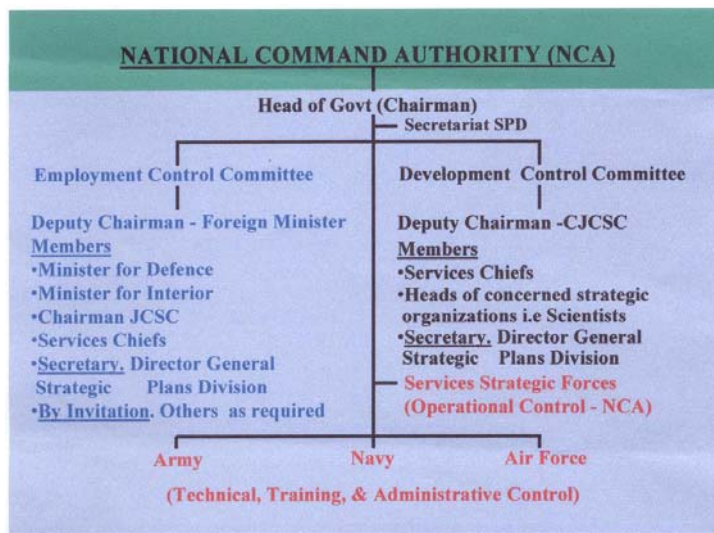 NATIONAL COMMAND AUTHORITY (NCA)
Head of Govt (Chairman)
Secretariat SPD
Employment Control Committee
Deputy Chairman - Foreign Minister
Members
•Minister for Defence
•Minister for Interior
•Chairman JCSC
•Services Chiefs
•Secretary. Director General
Strategic Plans Division
•By Invitation. Others as required
Development Control Committee
Deputy Chairman -CJCSC
Members
•Services Chiefs
•Heads of concerned strategic
organizations i.e Scientists
•Secretary. Director General
Strategic Plans Division
Services Strategic Forces
(Operational Control - NCA)
Army
Navy
Air Force
(Technical, Training, & Administrative Control)